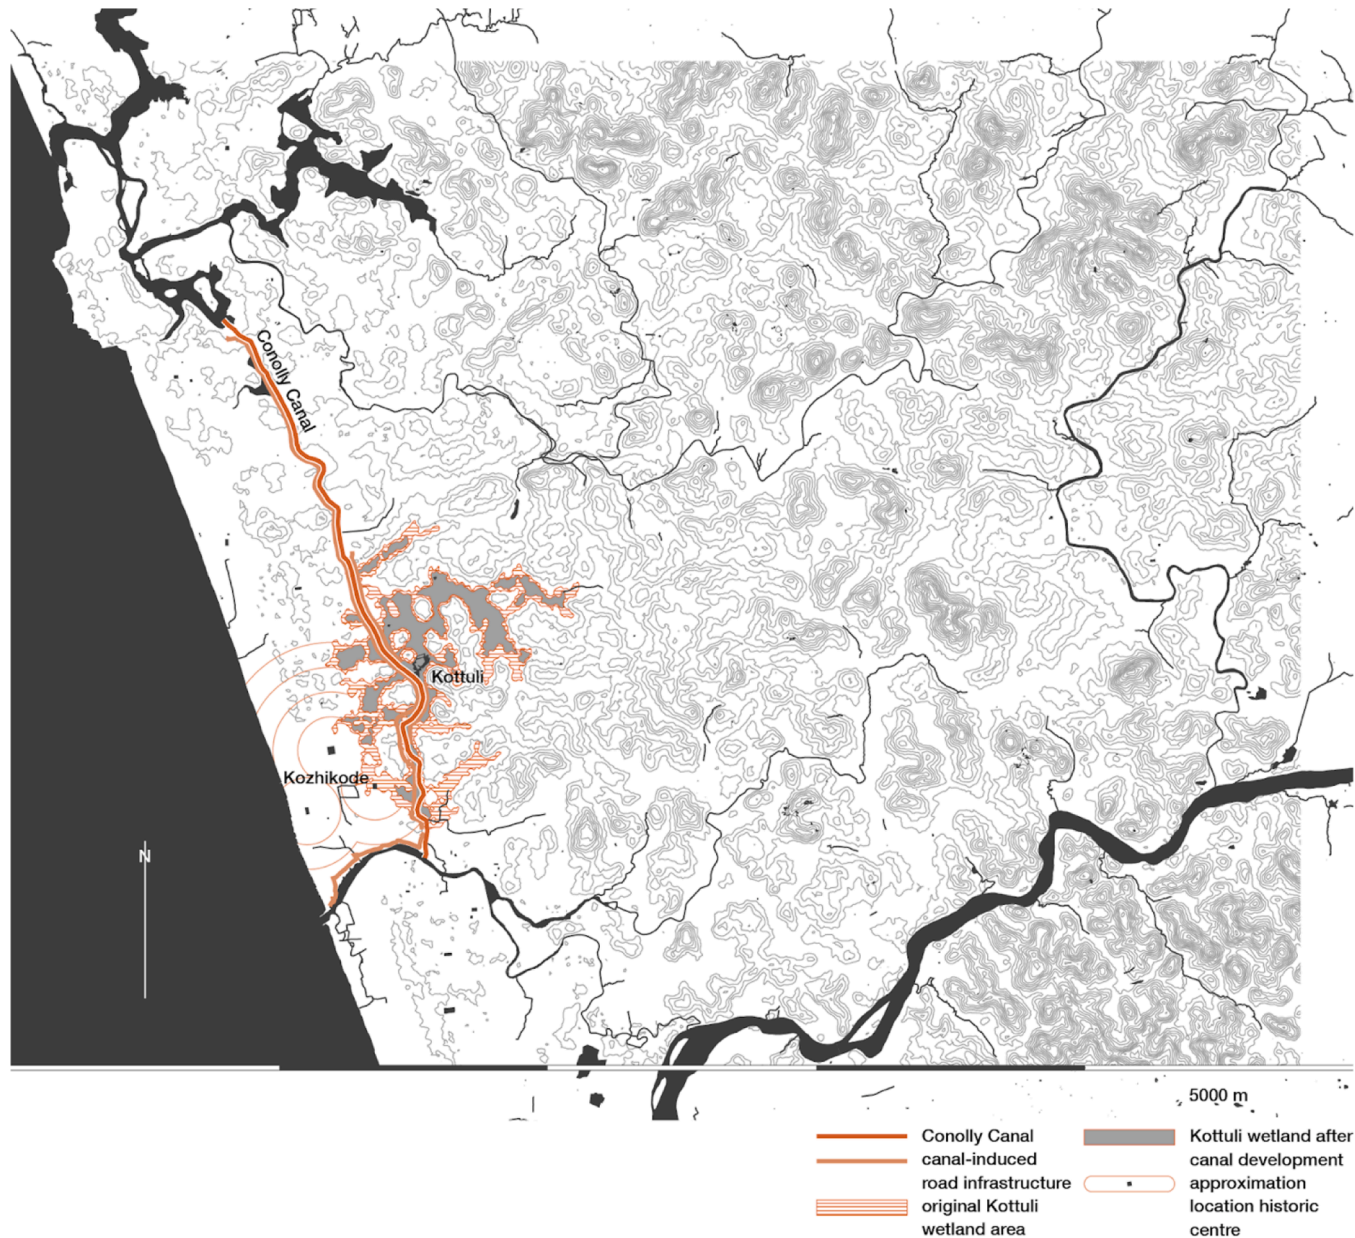 Conolly Canal
Kottuli
Kozhikode
N
5000 m
Conolly Canal
canal-induced
road infrastructure
original Kottuli
wetland area
Kottuli wetland after
canal development
approximation
location historic
centre